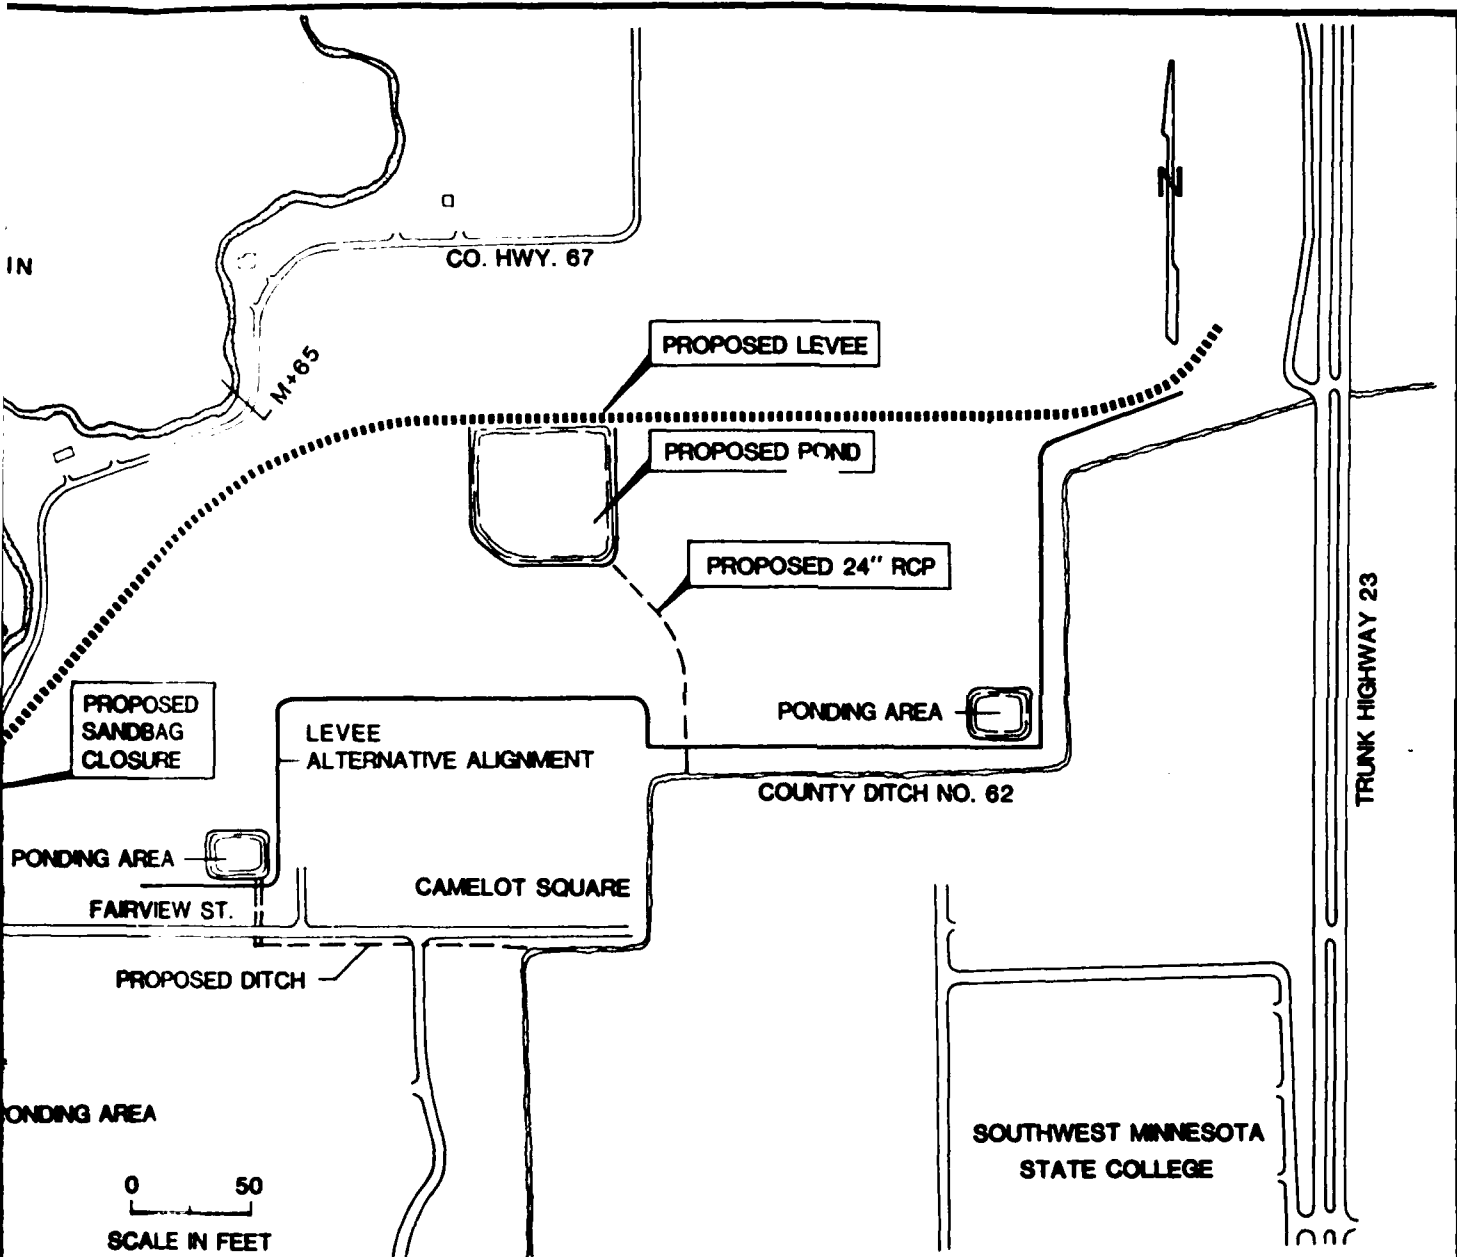 N
IN
CO. HWY. 67
M+65
PROPOSED LEVEE
PROPOSED POND
PROPOSED 24" RCP
TRUNK HIGHWAY 23
PROPOSED
SANDBAG
CLOSURE
LEVEE
ALTERNATIVE ALIGNMENT
PONDING AREA
COUNTY DITCH NO. 62
PONDING AREA
CAMELOT SQUARE
FAIRVIEW ST.
PROPOSED DITCH
ONDING AREA
SOUTHWEST MINNESOTA
STATE COLLEGE
0 50
SCALE IN FEET